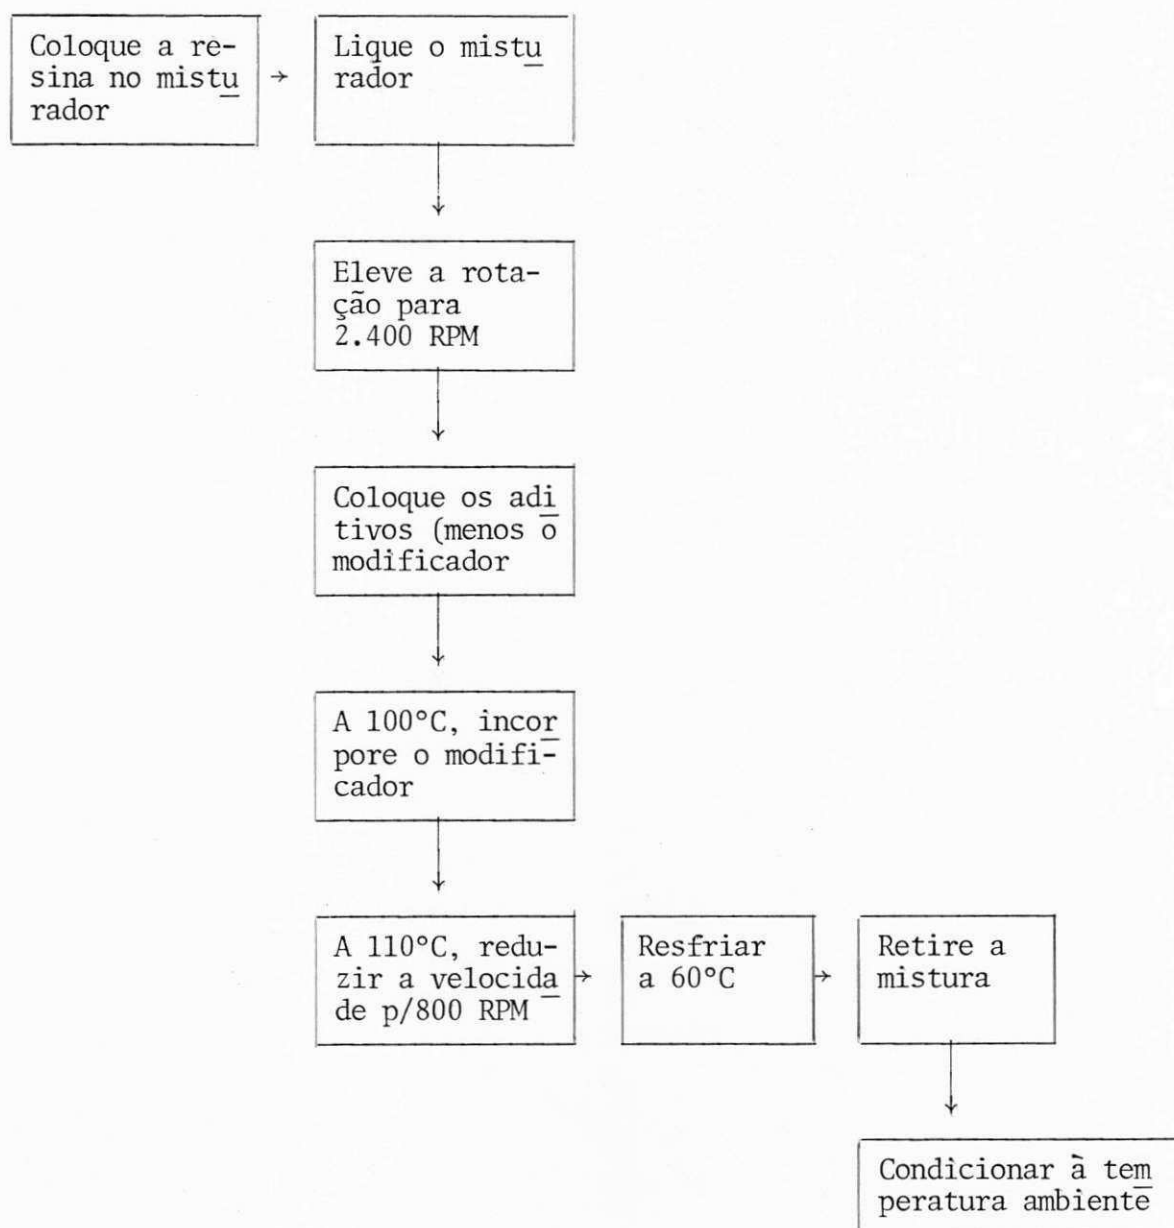 Coloque a re-
sina no mistu
rador
→
Lique o mistu
rador
Eleve a rota-
ção para
2.400 RPM
Coloque os adi
tivos (menos o
modificador
A 100°C, incor
pore o modifi-
cador
A 110°C, redu-
zir a velocida
de p/800 RPM
→
Resfriar
a 60°C
→
Retire a
mistura
Condicionar à tem
peratura ambiente